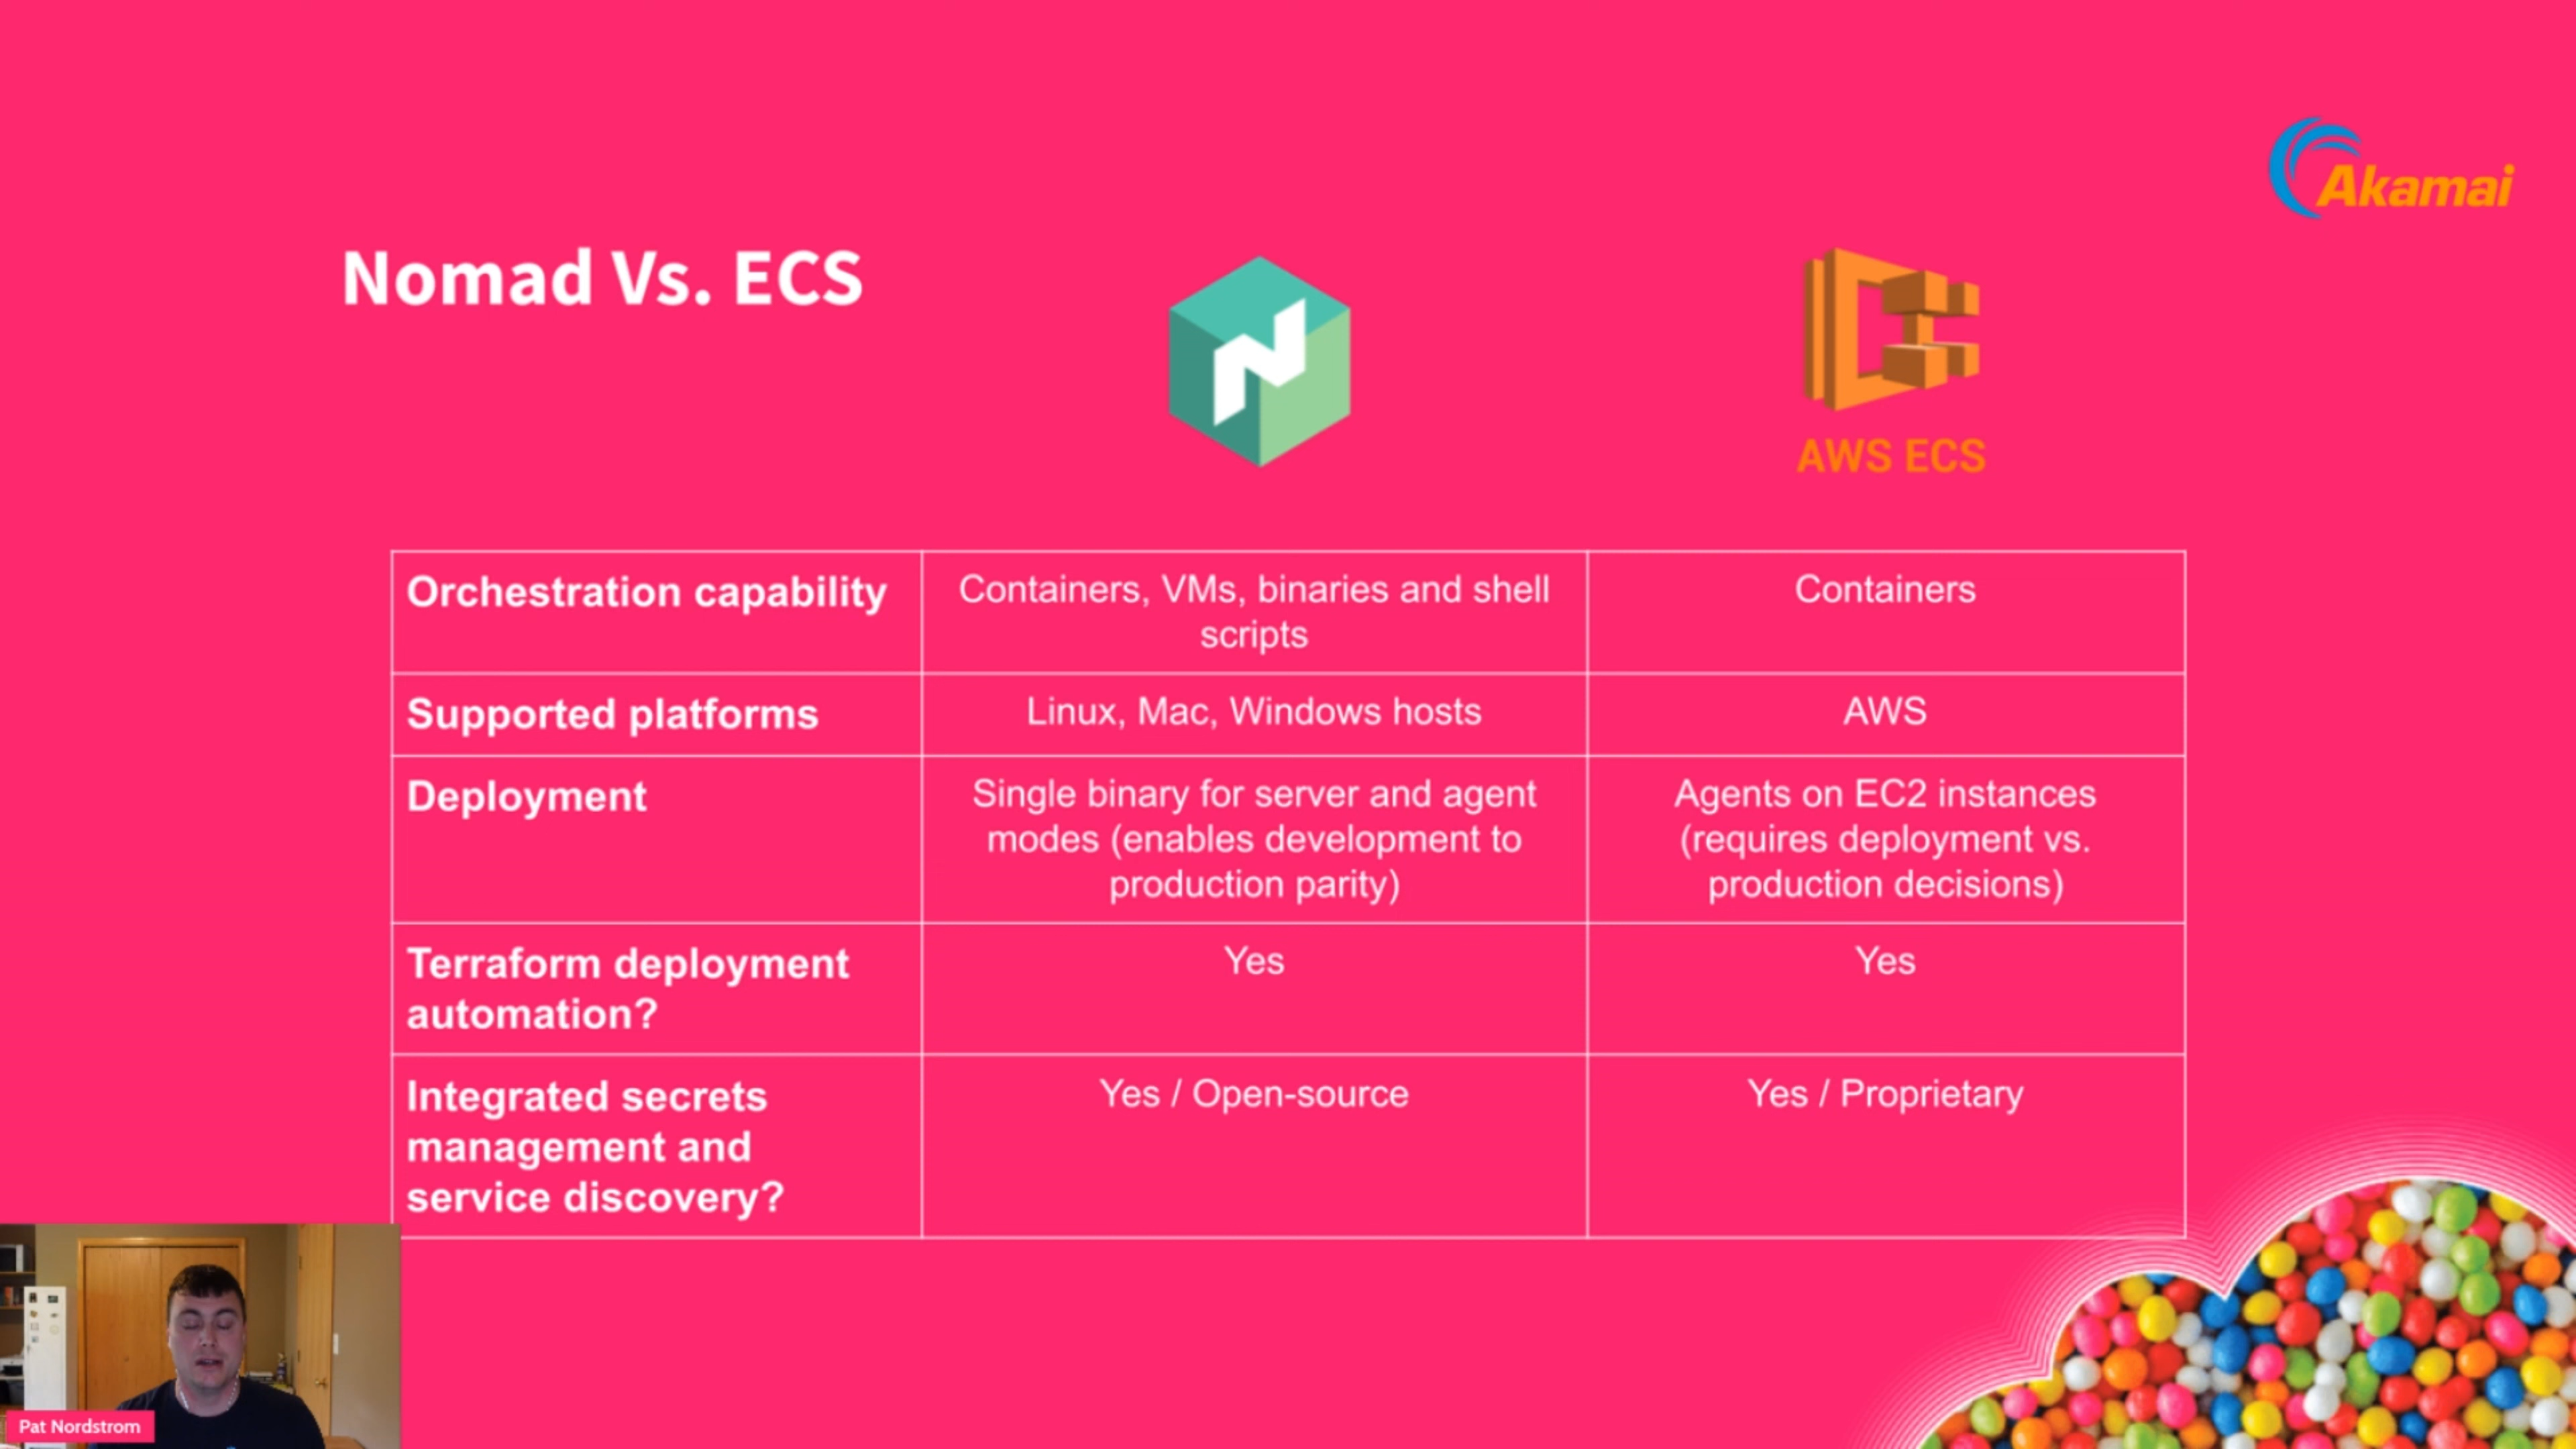 Akamai
Nomad Vs. ECS
AWS ECS
Orchestration capability
Containers, VMs, binaries and shell
scripts
Containers
Supported platforms
Linux, Mac, Windows hosts
AWS
Deployment
Single binary for server and agent
modes (enables development to
production parity)
Agents on EC2 instances
(requires deployment vs.
production decisions)
Terraform deployment
automation?
Yes
Yes
Integrated secrets
management and
service discovery?
Yes / Open-source
Yes / Proprietary
Pat Nordstrom